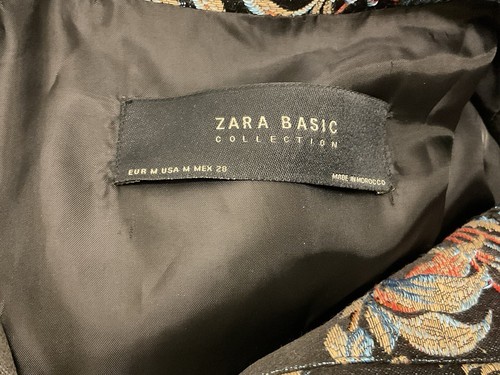 ZARA BASIC
COLLECTION
EUR M USA M MEX 28
MADE IN MOROCCO